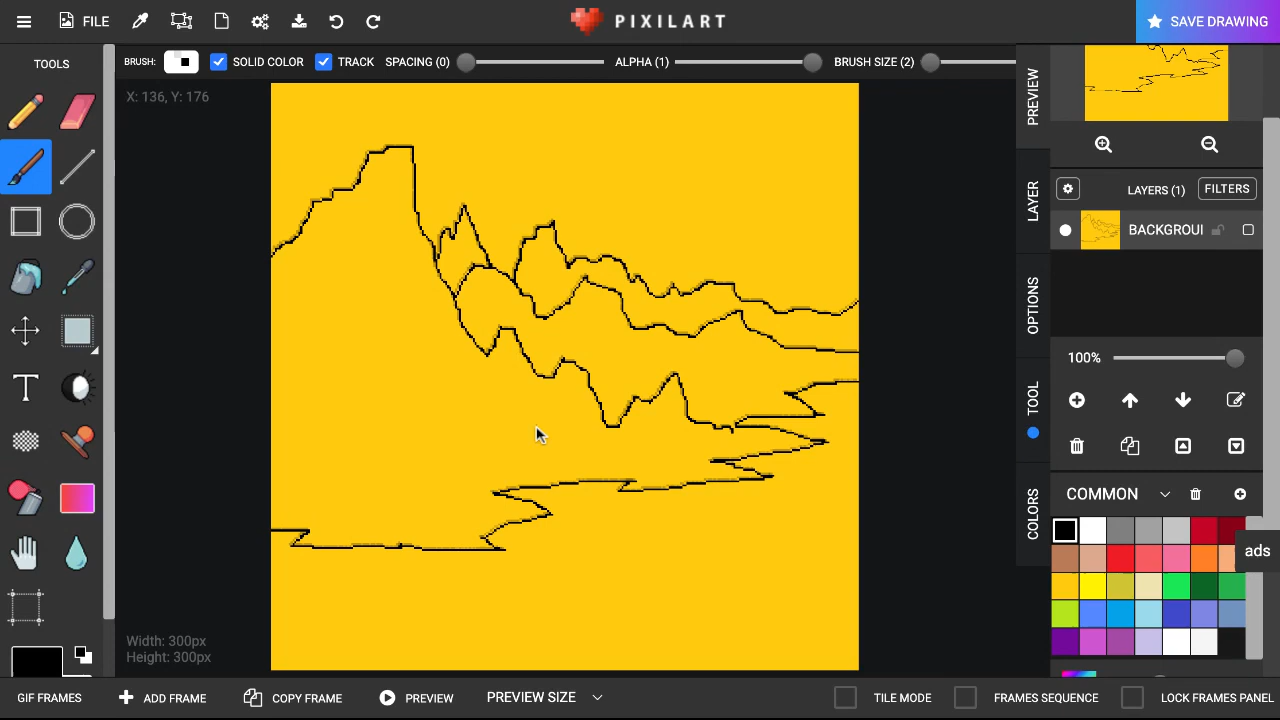 FILE
PIXILART
SAVE DRAWING
TOOLS
BRUSH:
SOLID COLOR
TRACK
SPACING (0)
ALPHA (1)
BRUSH SIZE (2)
X: 136, Y: 176
PREVIEW
LAYER
OPTIONS
TOOL
COLORS
LAYERS (1)
FILTERS
BACKGROUI
100%
COMMON
ads
T
Width: 300px
Height: 300px
GIF FRAMES
ADD FRAME
COPY FRAME
PREVIEW
PREVIEW SIZE
TILE MODE
FRAMES SEQUENCE
LOCK FRAMES PANEL